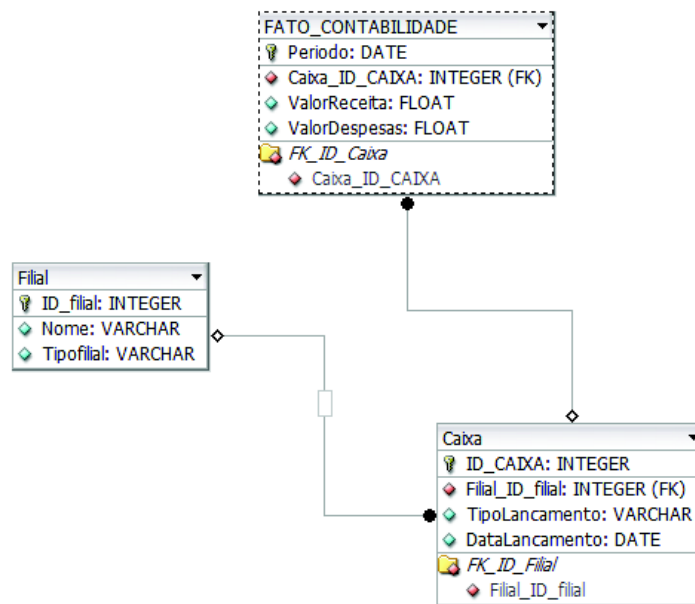 FATO_CONTABILIDADE
Periodo: DATE
Caixa_ID_CAIXA: INTEGER (FK)
ValorReceita: FLOAT
ValorDespesas: FLOAT
FK_ID_Caixa
Caixa_ID_CAIXA
Filial
ID_filial: INTEGER
Nome: VARCHAR
Tipofilial: VARCHAR
Caixa
ID_CAIXA: INTEGER
Filial_ID_filial: INTEGER (FK)
TipoLancamento: VARCHAR
DataLancamento: DATE
FK_ID_Filial
Filial_ID_filial